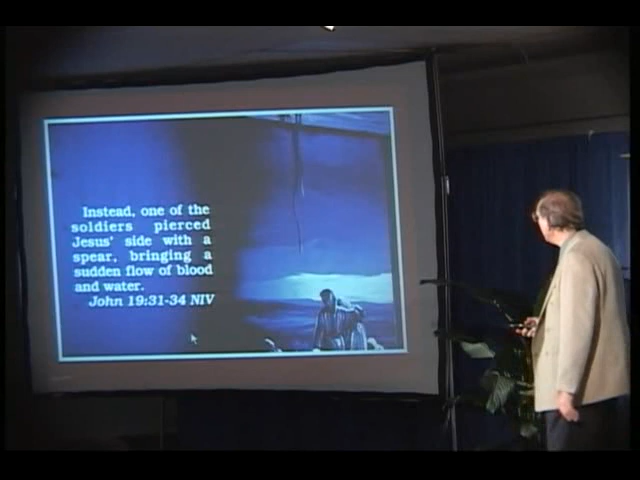 Instead, one of the
soldiers pierced
Jesus' side with a
spear, bringing a
sudden flow of blood
and water.
John 19:31-34 NIV